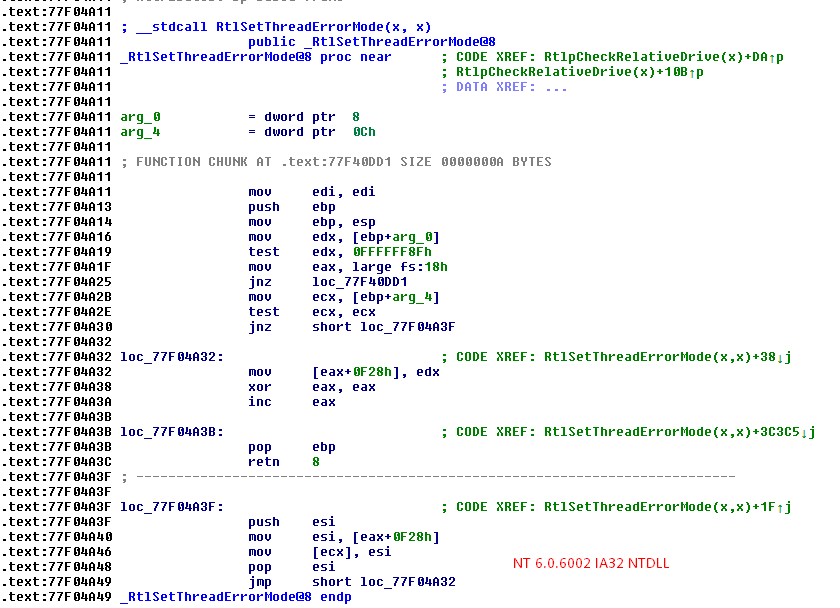 .text:77F04A11
.text:77F04A11 ; __stdcall RtlSetThreadErrorMode(x, x)
.text:77F04A11                 public _RtlSetThreadErrorMode@8
.text:77F04A11 _RtlSetThreadErrorMode@8 proc near      ; CODE XREF: RtlpCheckRelativeDrive(x)+DA↑p
.text:77F04A11                                         ; RtlpCheckRelativeDrive(x)+10B↑p
.text:77F04A11                                         ; DATA XREF: ...
.text:77F04A11
.text:77F04A11 arg_0           = dword ptr  8
.text:77F04A11 arg_4           = dword ptr  0Ch
.text:77F04A11
.text:77F04A11 ; FUNCTION CHUNK AT .text:77F40DD1 SIZE 0000000A BYTES
.text:77F04A11
.text:77F04A11                 mov     edi, edi
.text:77F04A13                 push    ebp
.text:77F04A14                 mov     ebp, esp
.text:77F04A16                 mov     edx, [ebp+arg_0]
.text:77F04A19                 test    edx, 0FFFFFF8Fh
.text:77F04A1F                 mov     eax, large fs:18h
.text:77F04A25                 jnz     loc_77F40DD1
.text:77F04A2B                 mov     ecx, [ebp+arg_4]
.text:77F04A2E                 test    ecx, ecx
.text:77F04A30                 jnz     short loc_77F04A3F
.text:77F04A32
.text:77F04A32 loc_77F04A32:                           ; CODE XREF: RtlSetThreadErrorMode(x,x)+38↓j
.text:77F04A32                 mov     [eax+0F28h], edx
.text:77F04A38                 xor     eax, eax
.text:77F04A3A                 inc     eax
.text:77F04A3B
.text:77F04A3B loc_77F04A3B:                           ; CODE XREF: RtlSetThreadErrorMode(x,x)+3C3C5↓j
.text:77F04A3B                 pop     ebp
.text:77F04A3C                 retn    8
.text:77F04A3F ; ---------------------------------------------------------------------------
.text:77F04A3F
.text:77F04A3F loc_77F04A3F:                           ; CODE XREF: RtlSetThreadErrorMode(x,x)+1F↑j
.text:77F04A3F                 push    esi
.text:77F04A40                 mov     esi, [eax+0F28h]
.text:77F04A46                 mov     [ecx], esi
.text:77F04A48                 pop     esi
NT 6.0.6002 IA32 NTDLL
.text:77F04A49                 jmp     short loc_77F04A32
.text:77F04A49 _RtlSetThreadErrorMode@8 endp